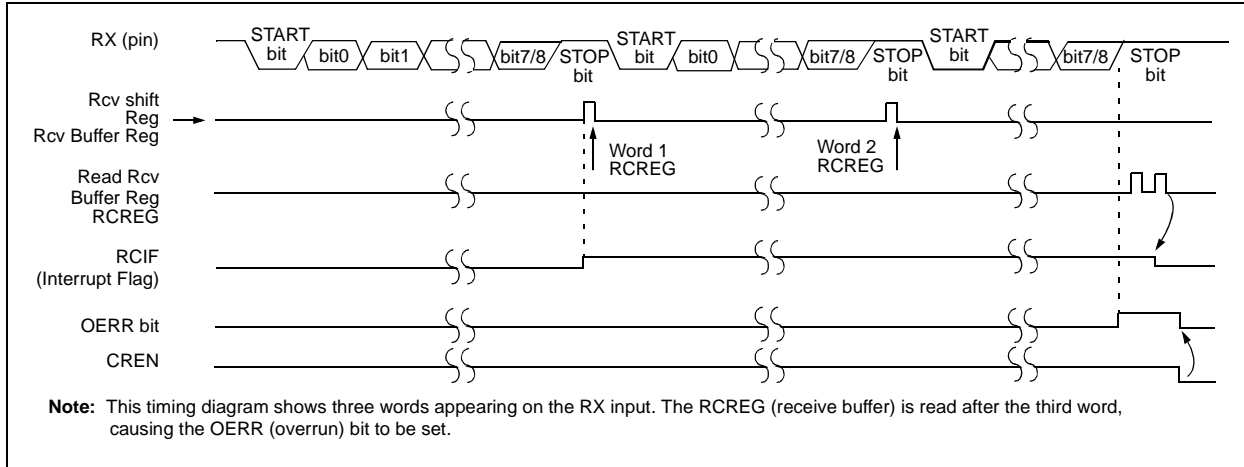 RX (pin)
START
bit
bit0
bit1
bit7/8
STOP
bit
START
bit
bit0
bit7/8
STOP
bit
START
bit
bit7/8
STOP
bit
Rcv shift
Reg
Rcv Buffer Reg
Word 1
RCREG
Word 2
RCREG
Read Rcv
Buffer Reg
RCREG
RCIF
(Interrupt Flag)
OERR bit
CREN
Note: This timing diagram shows three words appearing on the RX input. The RCREG (receive buffer) is read after the third word,
causing the OERR (overrun) bit to be set.